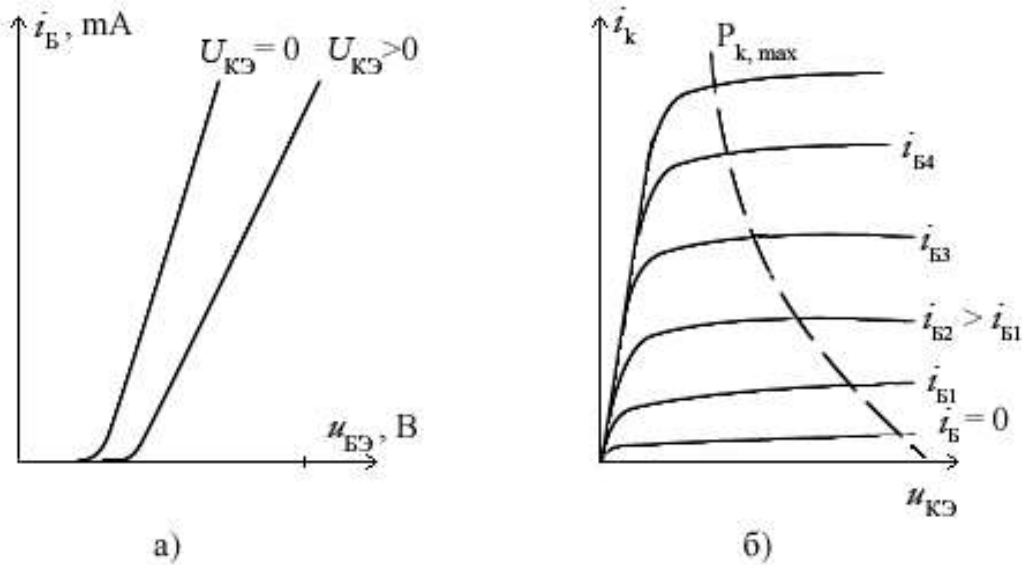 i_Б, mA
U_КЭ = 0
U_КЭ >0
u_БЭ, В
а)
i_k
P_k, max
i_Б4
i_Б3
i_Б2 > i_Б1
i_Б1
i_Б = 0
u_КЭ
б)